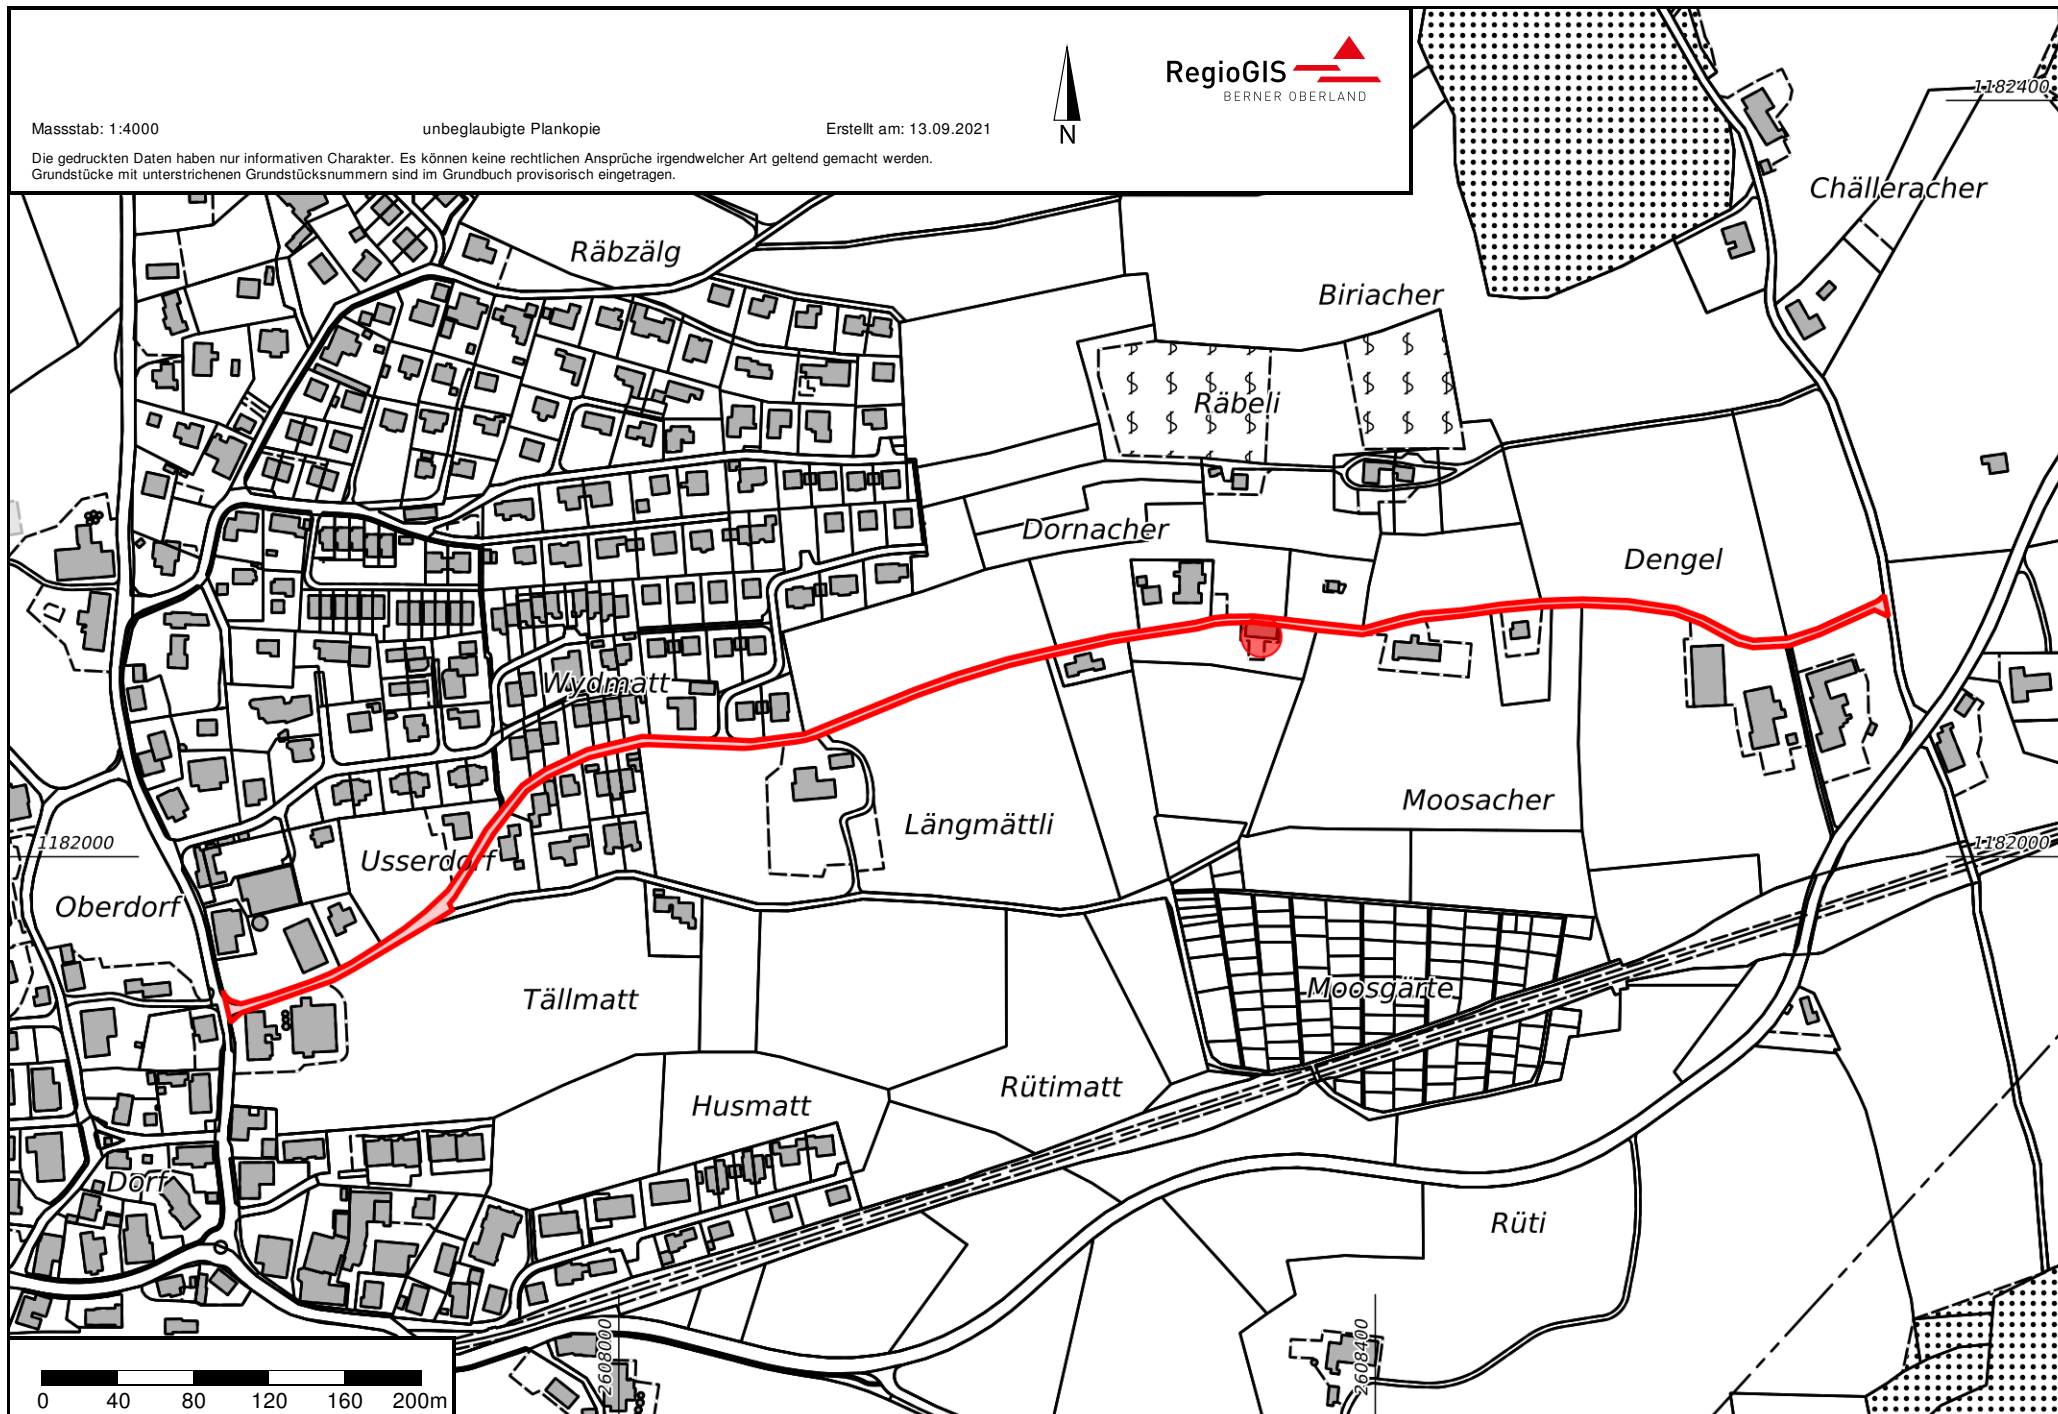 RegioGIS
BERNER OBERLAND
N
Massstab: 1:4000
unbeglaubigte Plankopie
Erstellt am: 13.09.2021
Die gedruckten Daten haben nur informativen Charakter. Es können keine rechtlichen Ansprüche irgendwelcher Art geltend gemacht werden.
Grundstücke mit unterstrichenen Grundstücksnummern sind im Grundbuch provisorisch eingetragen.
1182400
Chälleracher
Räbzälg
Biriacher
Räbeli
Dornacher
Dengel
Wydmatt
Moosacher
Längmättli
1182000
1182000
Usserdorf
Oberdorf
Moosgärte
Tällmatt
Rütimatt
Husmatt
Dorf
Rüti
2608000
2608400
0 40 80 120 160 200m